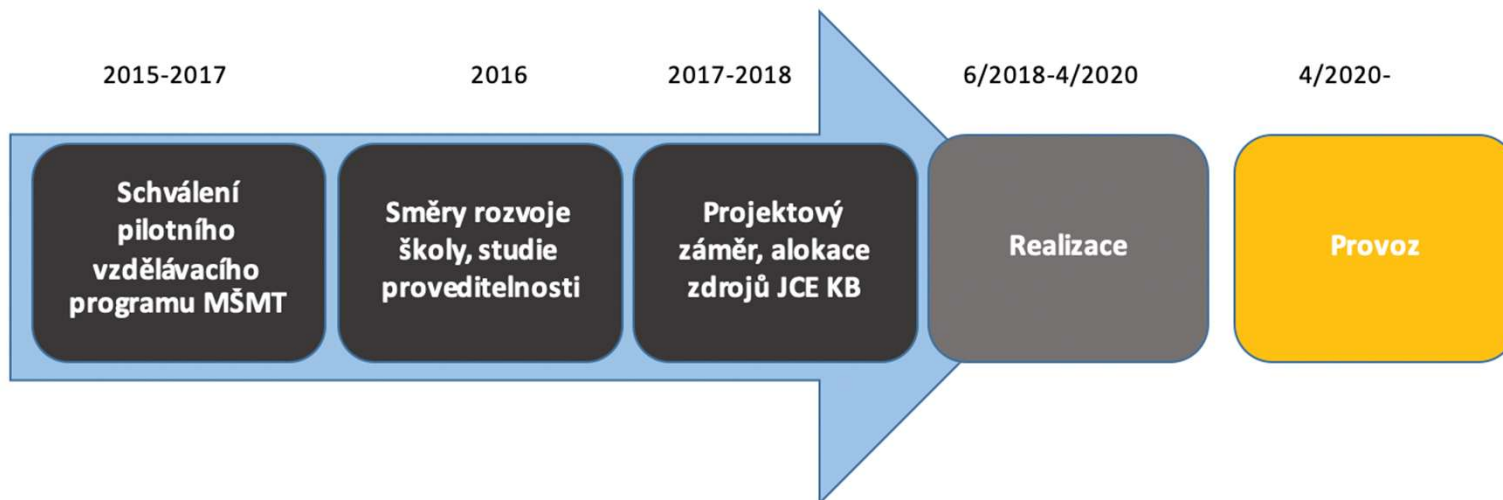 2015-2017
2016
2017-2018
6/2018-4/2020
4/2020-
Schválení
pilotního
vzdělávacího
programu MŠMT
Směry rozvoje
školy, studie
proveditelnosti
Projektový
záměr, alokace
zdrojů JCE KB
Realizace
Provoz